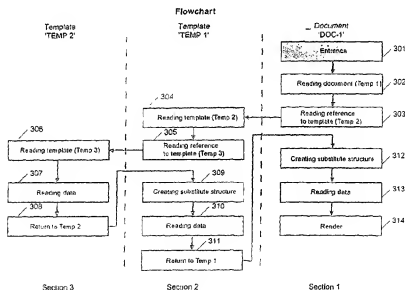 Flowchart
Template
'TEMP 2'
Template
'TEMP 1'
Document
'DOC-1'
Entrance
301
Reading document (Temp 1)
302
304
Reading template (Temp 2)
Reading reference
to template (Temp 2)
303
305
306
Reading template (Temp 3)
Reading reference
to template (Temp 3)
Creating substitute structure
312
307
309
Reading data
Creating substitute structure
Reading data
313
308
310
Return to Temp 2
Reading data
Render
314
311
Return to Temp 1
Section 3
Section 2
Section 1